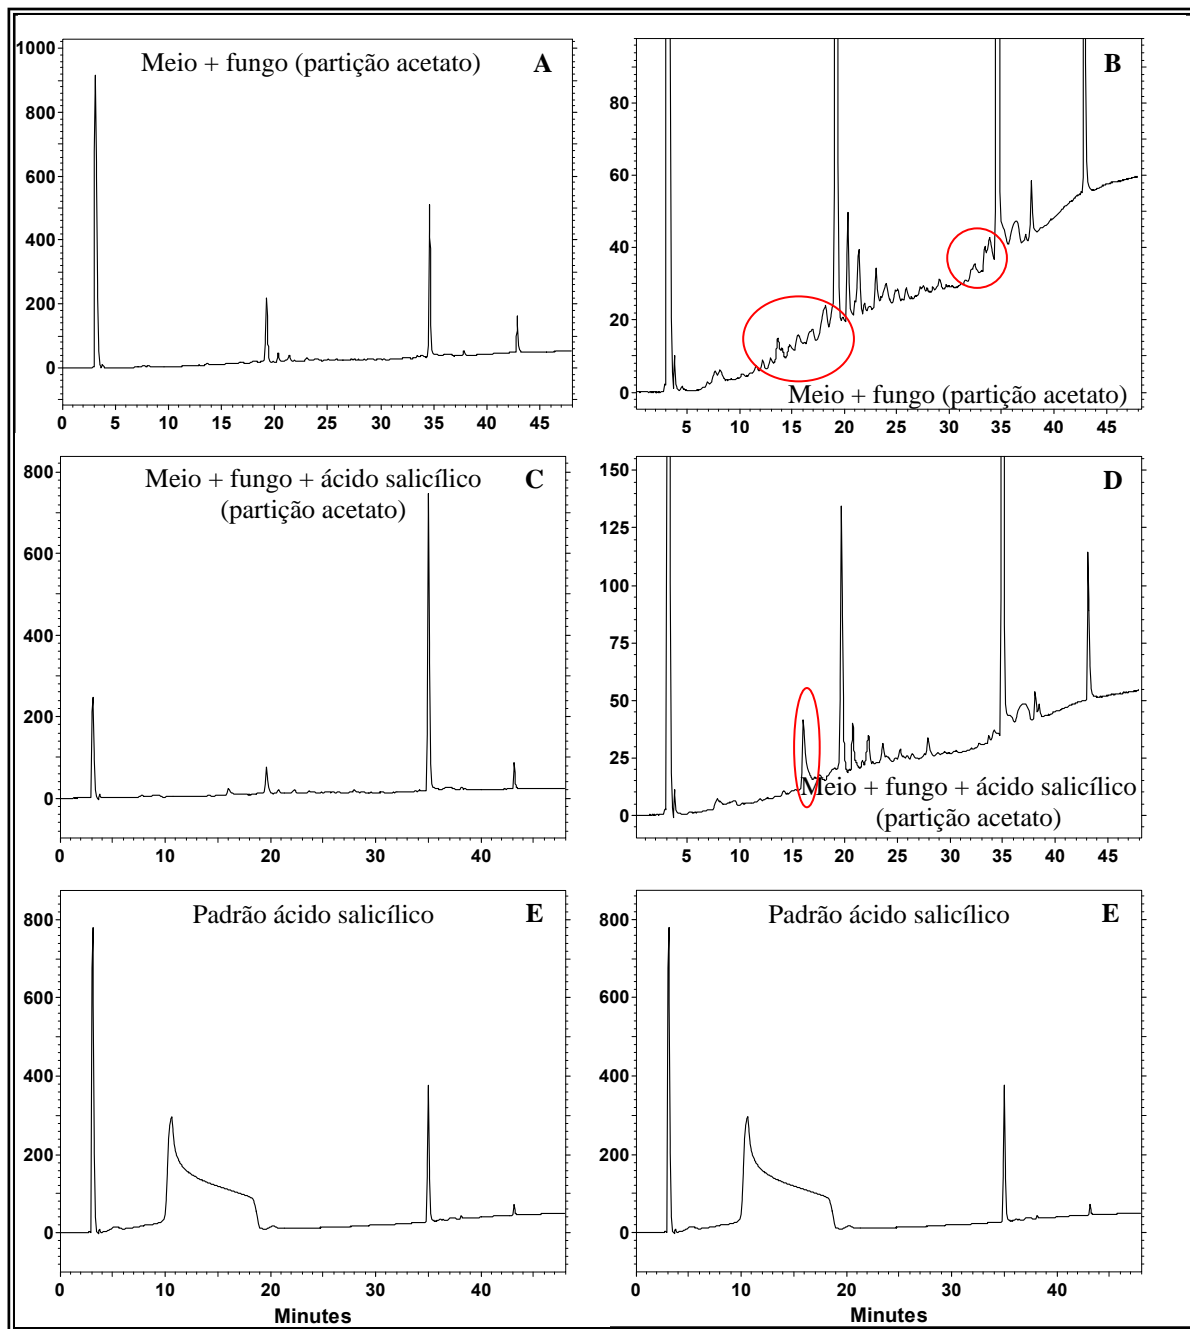 Meio + fungo (partição acetato) A
1000
800
600
400
200
0
0 5 10 15 20 25 30 35 40 45
B
80
60
40
20
0
Meio + fungo (partição acetato)
5 10 15 20 25 30 35 40 45
Meio + fungo + ácido salicílico C
(partição acetato)
800
600
400
200
0
0 10 20 30 40
D
150
125
100
75
50
25
0
Meio + fungo + ácido salicílico
(partição acetato)
5 10 15 20 25 30 35 40 45
Padrão ácido salicílico E
800
600
400
200
0
0 10 20 30 40
Minutes
Padrão ácido salicílico E
800
600
400
200
0
0 5 10 15 20 25 30 35 40 45
Minutes